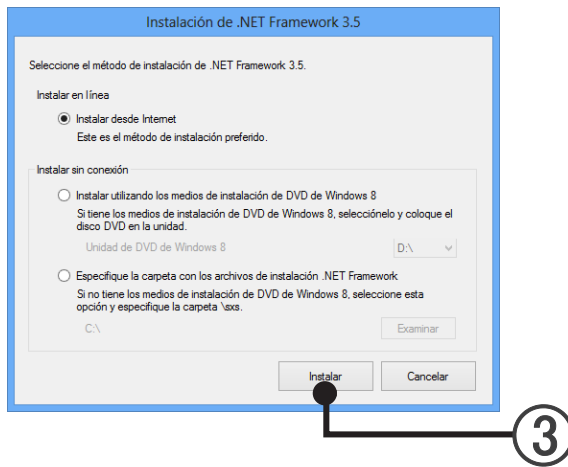 Instalación de .NET Framework 3.5
Seleccione el método de instalación de .NET Framework 3.5.
Instalar en línea
Instalar desde Internet
Este es el método de instalación preferido.
Instalar sin conexión
Instalar utilizando los medios de instalación de DVD de Windows 8
Si tiene los medios de instalación de DVD de Windows 8, selecciónelo y coloque el
disco DVD en la unidad.
Unidad de DVD de Windows 8 D:\
Especifique la carpeta con los archivos de instalación .NET Framework
Si no tiene los medios de instalación de DVD de Windows 8, seleccione esta
opción y especifique la carpeta \sxs.
C:\ Examinar
Instalar Cancelar
3